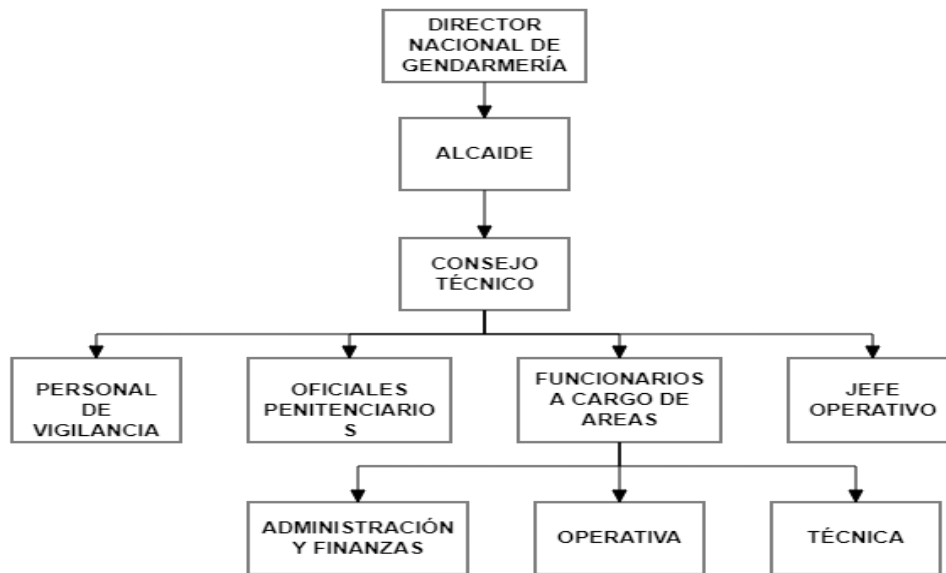 DIRECTOR
NACIONAL DE
GENDARMERÍA
ALCAIDE
CONSEJO
TÉCNICO
PERSONAL
DE
VIGILANCIA
OFICIALES
PENITENCIARIO
S
FUNCIONARIOS
A CARGO DE
AREAS
JEFE
OPERATIVO
ADMINISTRACIÓN
Y FINANZAS
OPERATIVA
TÉCNICA